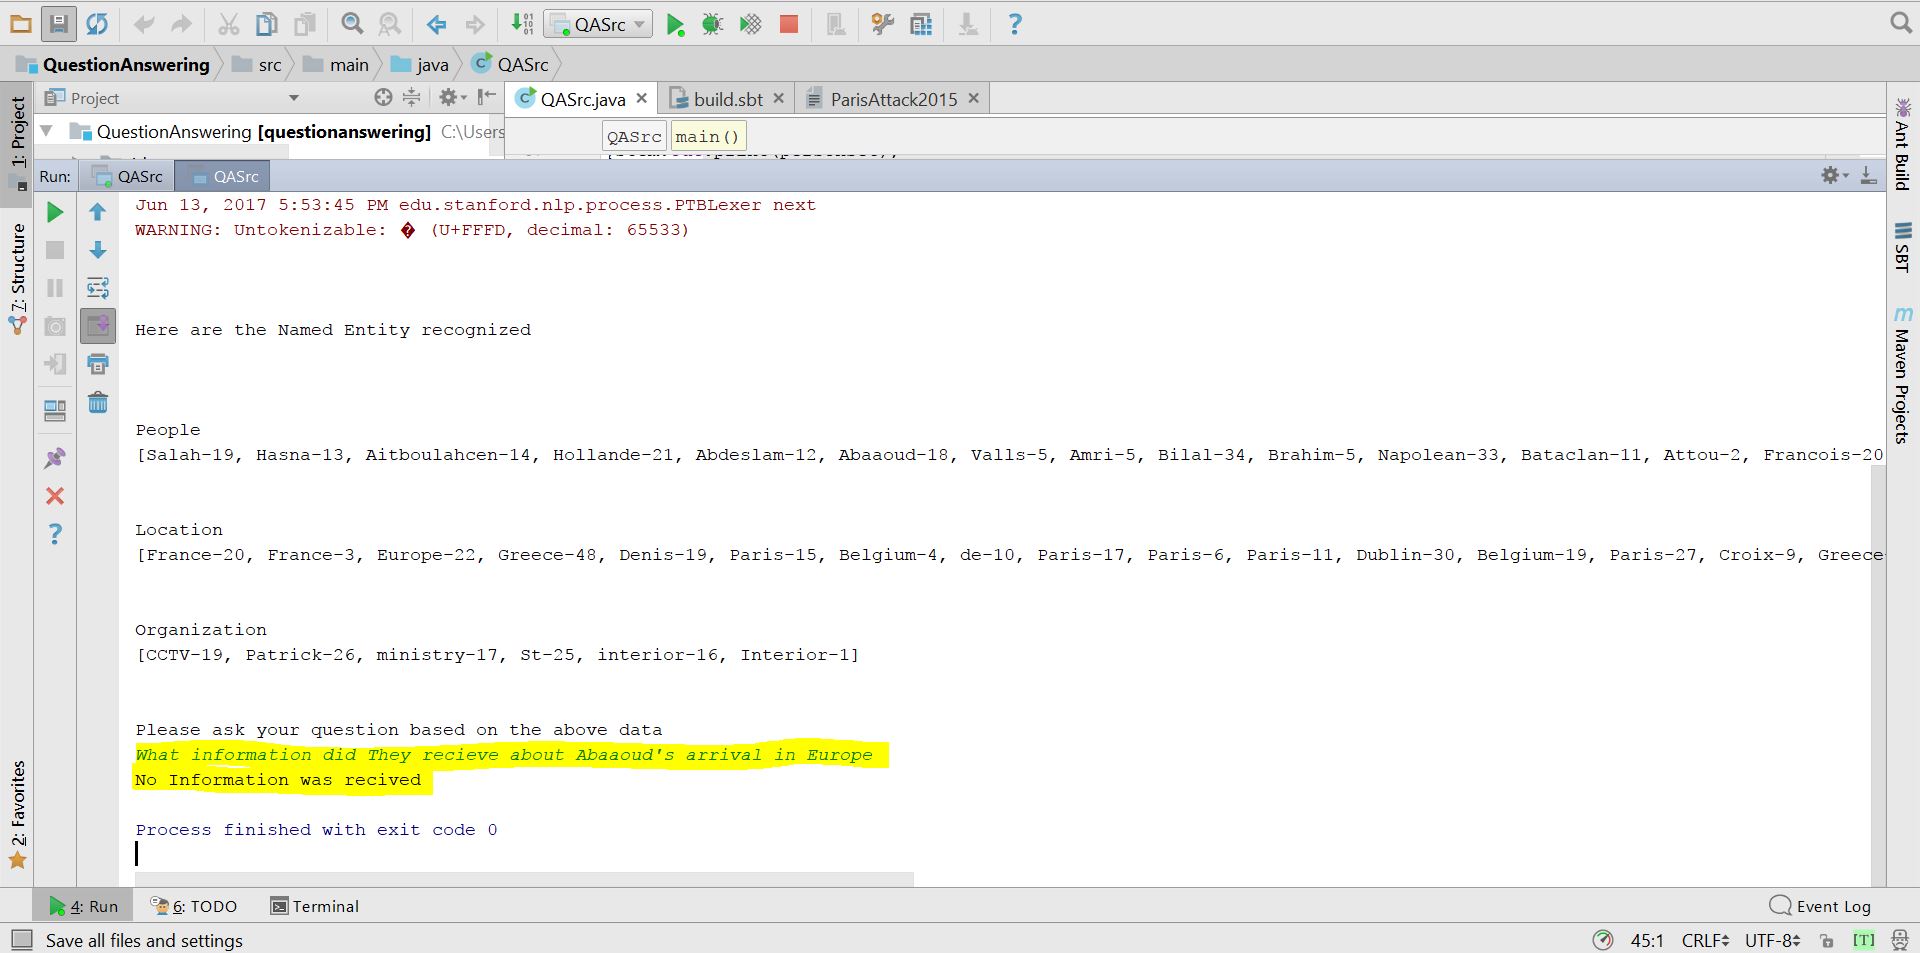 QASrc
QuestionAnswering src main java QASrc
Project
QASrc.java build.sbt ParisAttack2015
QuestionAnswering [questionanswering] C:\Users
QASrc main()
Run: QASrc QASrc
Jun 13, 2017 5:53:45 PM edu.stanford.nlp.process.PTBLexer next
WARNING: Untokenizable: � (U+FFFD, decimal: 65533)
Here are the Named Entity recognized
People
[Salah-19, Hasna-13, Aitboulahcen-14, Hollande-21, Abdeslam-12, Abaaoud-18, Valls-5, Amri-5, Bilal-34, Brahim-5, Napolean-33, Bataclan-11, Attou-2, Francois-20
Location
[France-20, France-3, Europe-22, Greece-48, Denis-19, Paris-15, Belgium-4, de-10, Paris-17, Paris-6, Paris-11, Dublin-30, Belgium-19, Paris-27, Croix-9, Greece
Organization
[CCTV-19, Patrick-26, ministry-17, St-25, interior-16, Interior-1]
Please ask your question based on the above data
What information did They recieve about Abaaoud's arrival in Europe
No Information was recived
Process finished with exit code 0
1: Project
7: Structure
2: Favorites
Ant Build
SBT
Maven Projects
4: Run 6: TODO Terminal Event Log
Save all files and settings 45:1 CRLF UTF-8 [T]